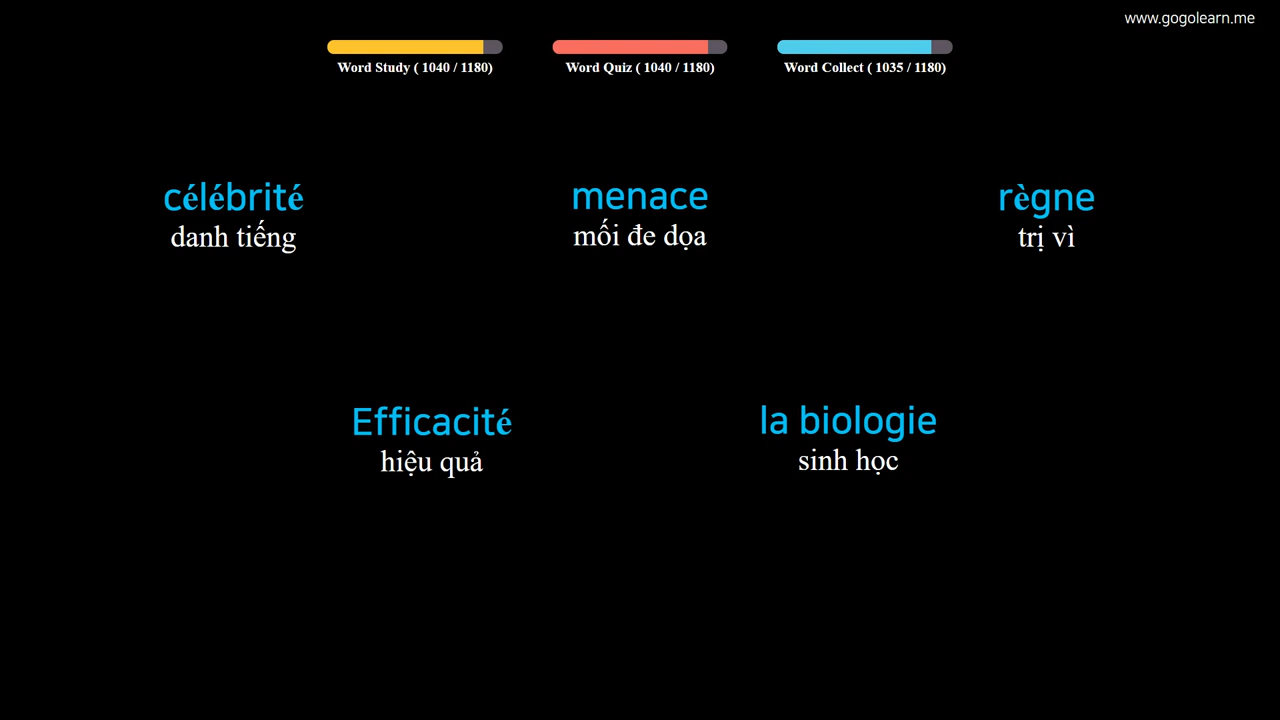 www.gogolearn.me
Word Study ( 1040 / 1180)
Word Quiz ( 1040 / 1180)
Word Collect ( 1035 / 1180)
célébrité
danh tiếng
menace
mối đe dọa
règne
trị vì
Efficacité
hiệu quả
la biologie
sinh học